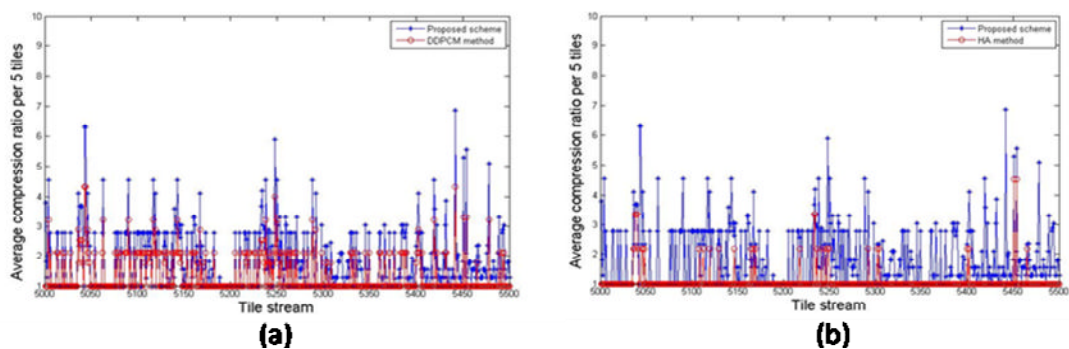 10
9
8
7
6
5
4
3
2
1
Average compression ratio per 5 tiles
Proposed scheme
DDPCM method
5000 5050 5100 5150 5200 5250 5300 5350 5400 5450 5500
Tile stream
(a)
10
9
8
7
6
5
4
3
2
1
Average compression ratio per 5 tiles
Proposed scheme
HA method
5000 5050 5100 5150 5200 5250 5300 5350 5400 5450 5500
Tile stream
(b)